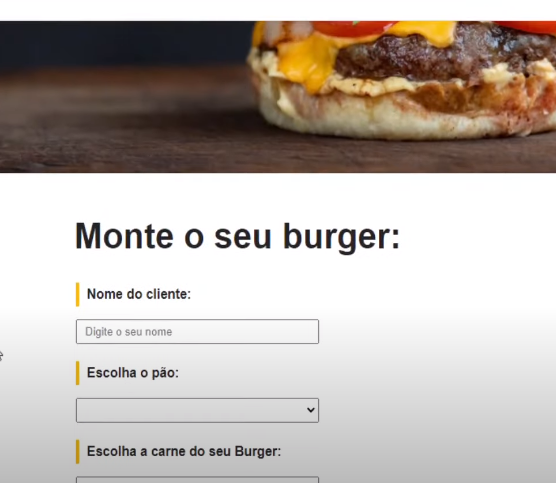 Monte o seu burger:
Nome do cliente:
Digite o seu nome
Escolha o pão:
Escolha a carne do seu Burger: